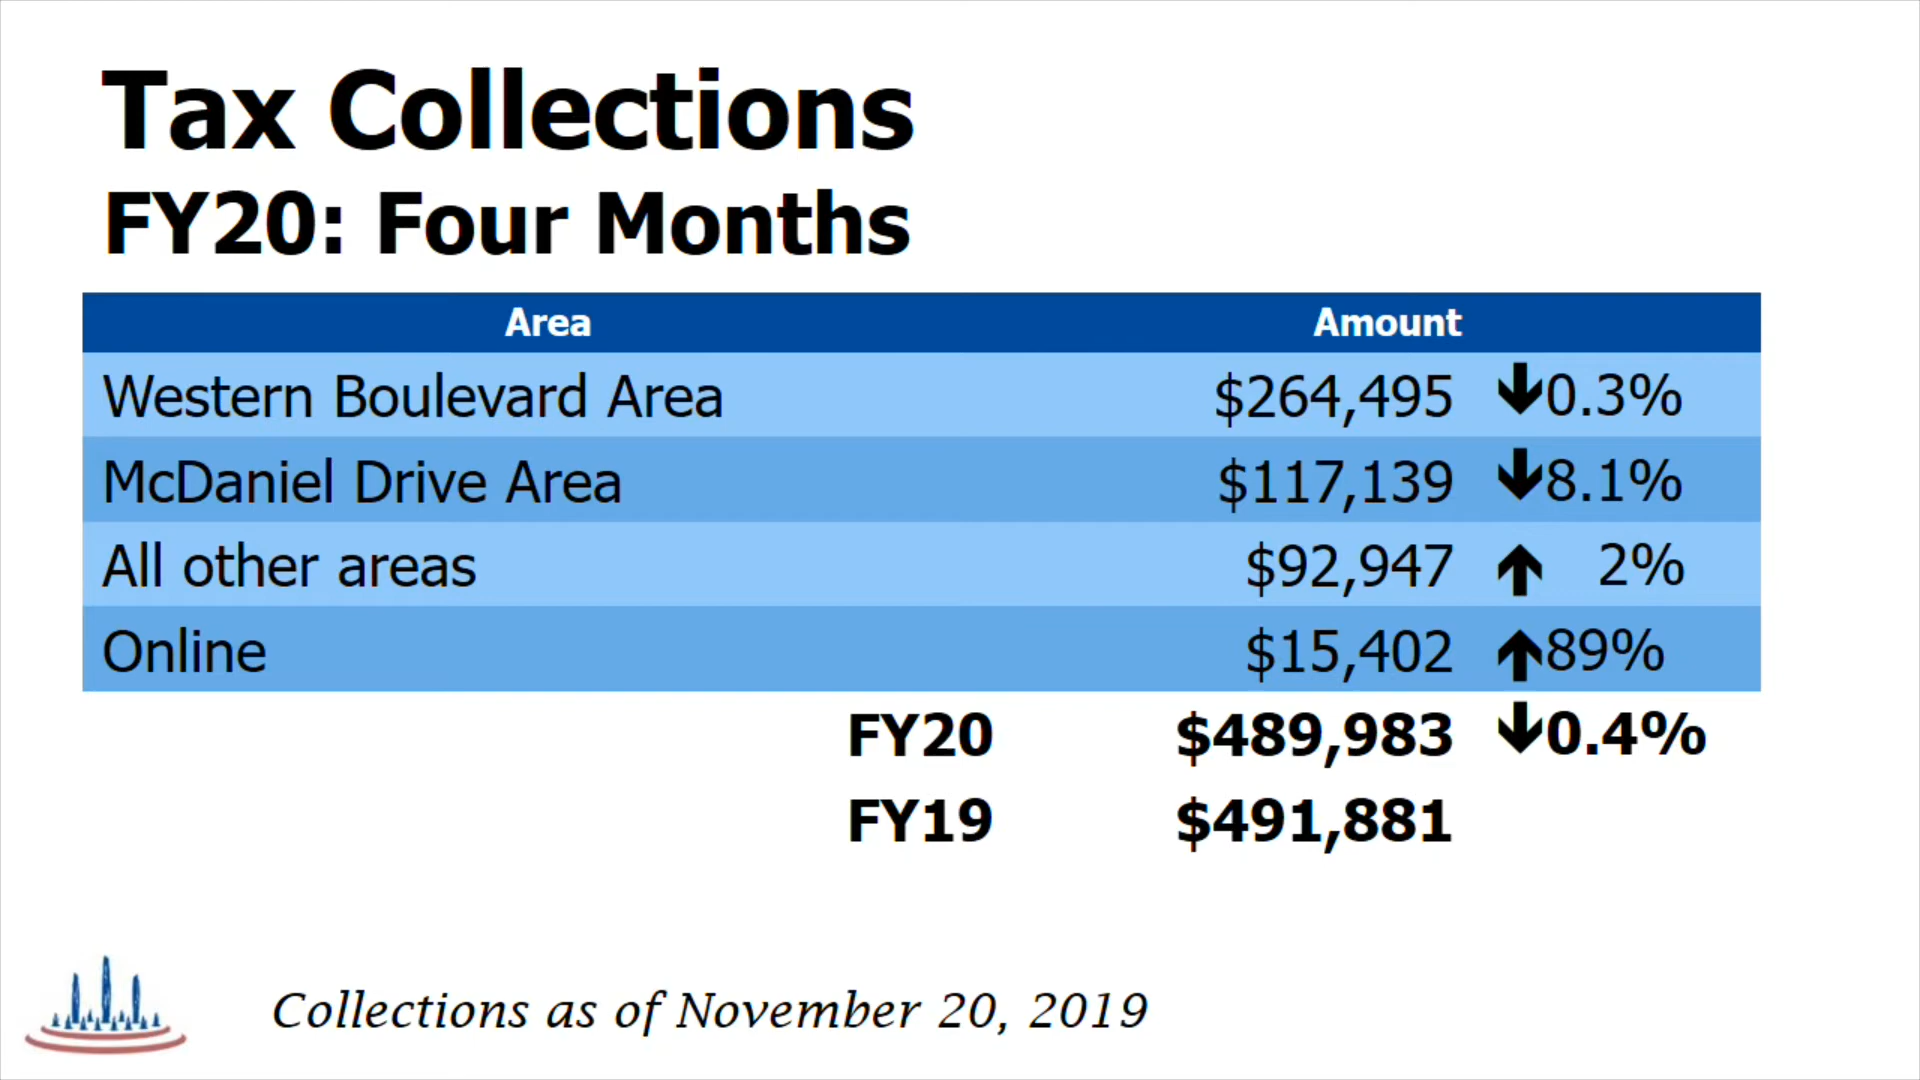 Tax Collections
FY20: Four Months
Area Amount
Western Boulevard Area $264,495 🡇0.3%
McDaniel Drive Area $117,139 🡇8.1%
All other areas $92,947 🡅 2%
Online $15,402 🡅89%
FY20 $489,983 🡇0.4%
FY19 $491,881
Collections as of November 20, 2019